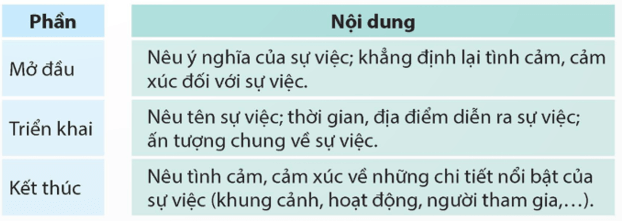 Phần
Nội dung
Mở đầu
Nêu ý nghĩa của sự việc; khẳng định lại tình cảm, cảm
xúc đối với sự việc.
Triển khai
Nêu tên sự việc; thời gian, địa điểm diễn ra sự việc;
ấn tượng chung về sự việc.
Kết thúc
Nêu tình cảm, cảm xúc về những chi tiết nổi bật của
sự việc (khung cảnh, hoạt động, người tham gia,...).